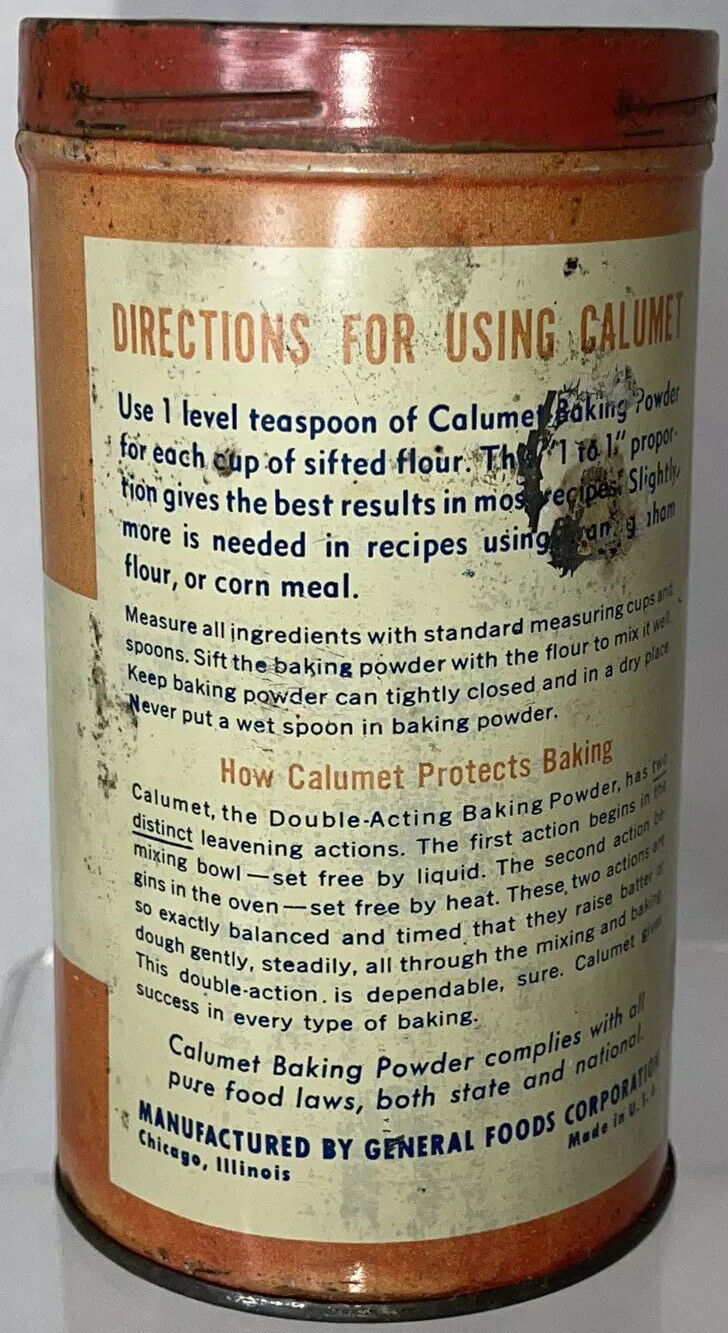 DIRECTIONS FOR USING CALUMET
Use 1 level teaspoon of Calumet Baking Powder
for each cup of sifted flour. This "1 to 1" propor-
tion gives the best results in most recipes. Slightly
more is needed in recipes using
flour, or corn meal.
Measure all ingredients with standard measuring cups and
spoons. Sift the baking powder with the flour to mix it well.
Keep baking powder can tightly closed and in a dry place.
Never put a wet spoon in baking powder.
How Calumet Protects Baking
Calumet, the Double-Acting Baking Powder, has two
distinct leavening actions. The first action begins in the
mixing bowl—set free by liquid. The second action be
gins in the oven—set free by heat. These two actions are
so exactly balanced and timed that they raise batter
dough gently, steadily, all through the mixing and baking
This double-action is dependable, sure. Calumet gives
success in every type of baking.
Calumet Baking Powder complies with all
pure food laws, both state and national.
MANUFACTURED BY GENERAL FOODS CORPORATION
Chicago, Illinois
Made in U.S.A.